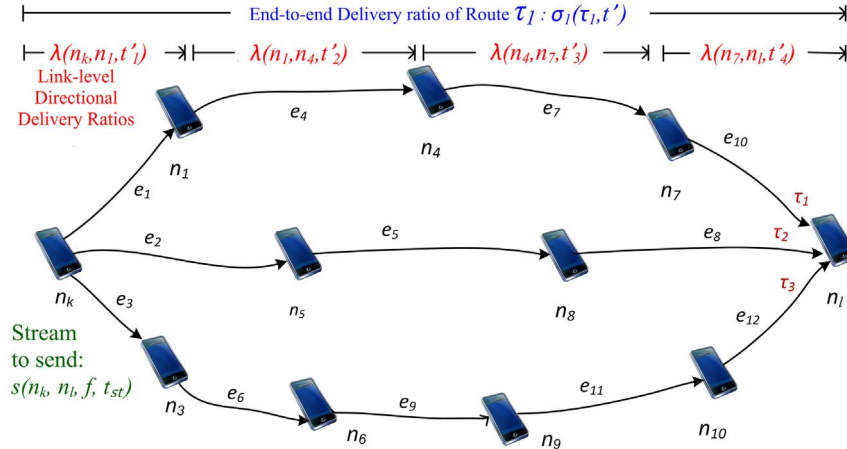 End-to-end Delivery ratio of Route τ1 : σ1(τ1,t')
λ(nk,n1,t'1) λ(n1,n4,t'2) λ(n4,n7,t'3) λ(n7,nl,t'4)
Link-level
Directional
Delivery Ratios
e4
e7
n1
n4
n7
e10
e1
τ1
e2
e5
e8
τ2
nk
n5
n8
nl
e3
τ3
Stream
to send:
s(nk, nl, f, tst)
n3
e6
e9
e11
e12
n6
n9
n10